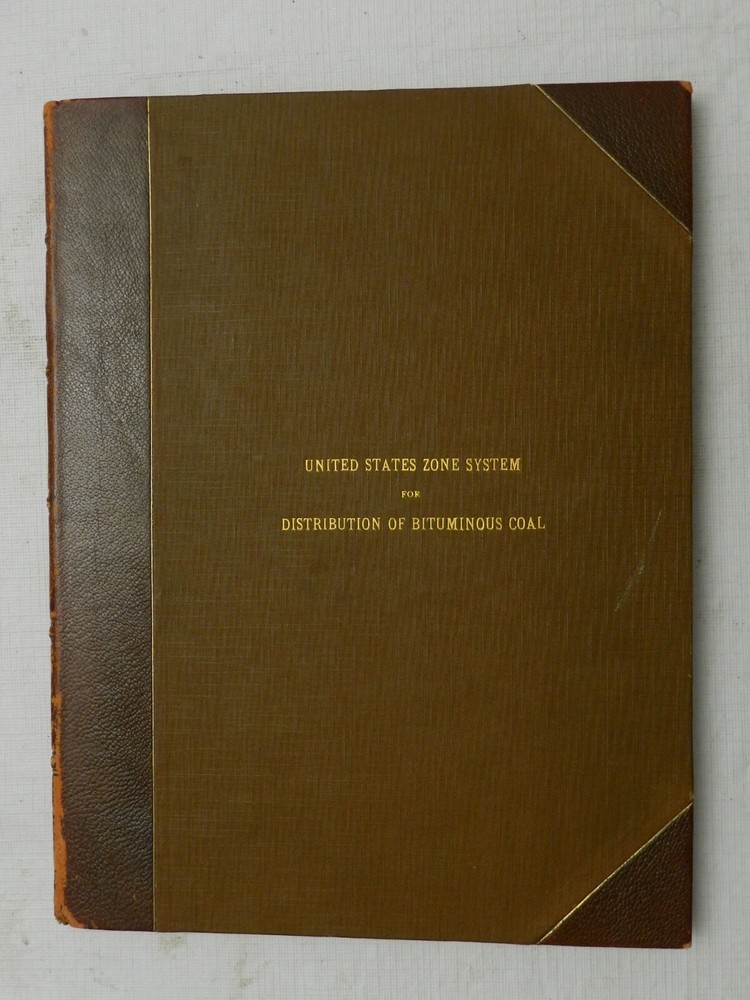 UNITED STATES ZONE SYSTEM
FOR
DISTRIBUTION OF BITUMINOUS COAL